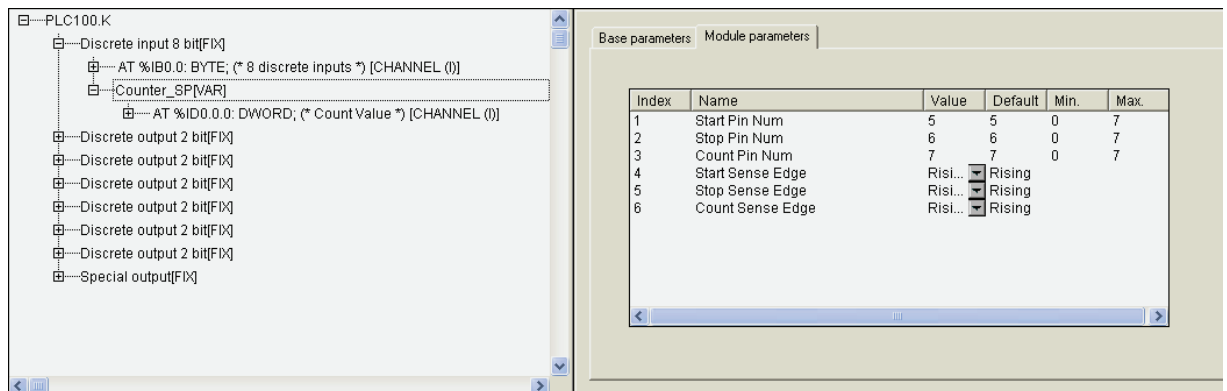 PLC100.K
Discrete input 8 bit[FIX]
AT %IB0.0: BYTE; (* 8 discrete inputs *) [CHANNEL (I)]
Counter_SP[VAR]
AT %ID0.0.0: DWORD; (* Count Value *) [CHANNEL (I)]
Discrete output 2 bit[FIX]
Discrete output 2 bit[FIX]
Discrete output 2 bit[FIX]
Discrete output 2 bit[FIX]
Discrete output 2 bit[FIX]
Discrete output 2 bit[FIX]
Special output[FIX]
Base parameters Module parameters
Index Name Value Default Min. Max.
1 Start Pin Num 5 5 0 7
2 Stop Pin Num 6 6 0 7
3 Count Pin Num 7 7 0 7
4 Start Sense Edge Risi... Rising
5 Stop Sense Edge Risi... Rising
6 Count Sense Edge Risi... Rising